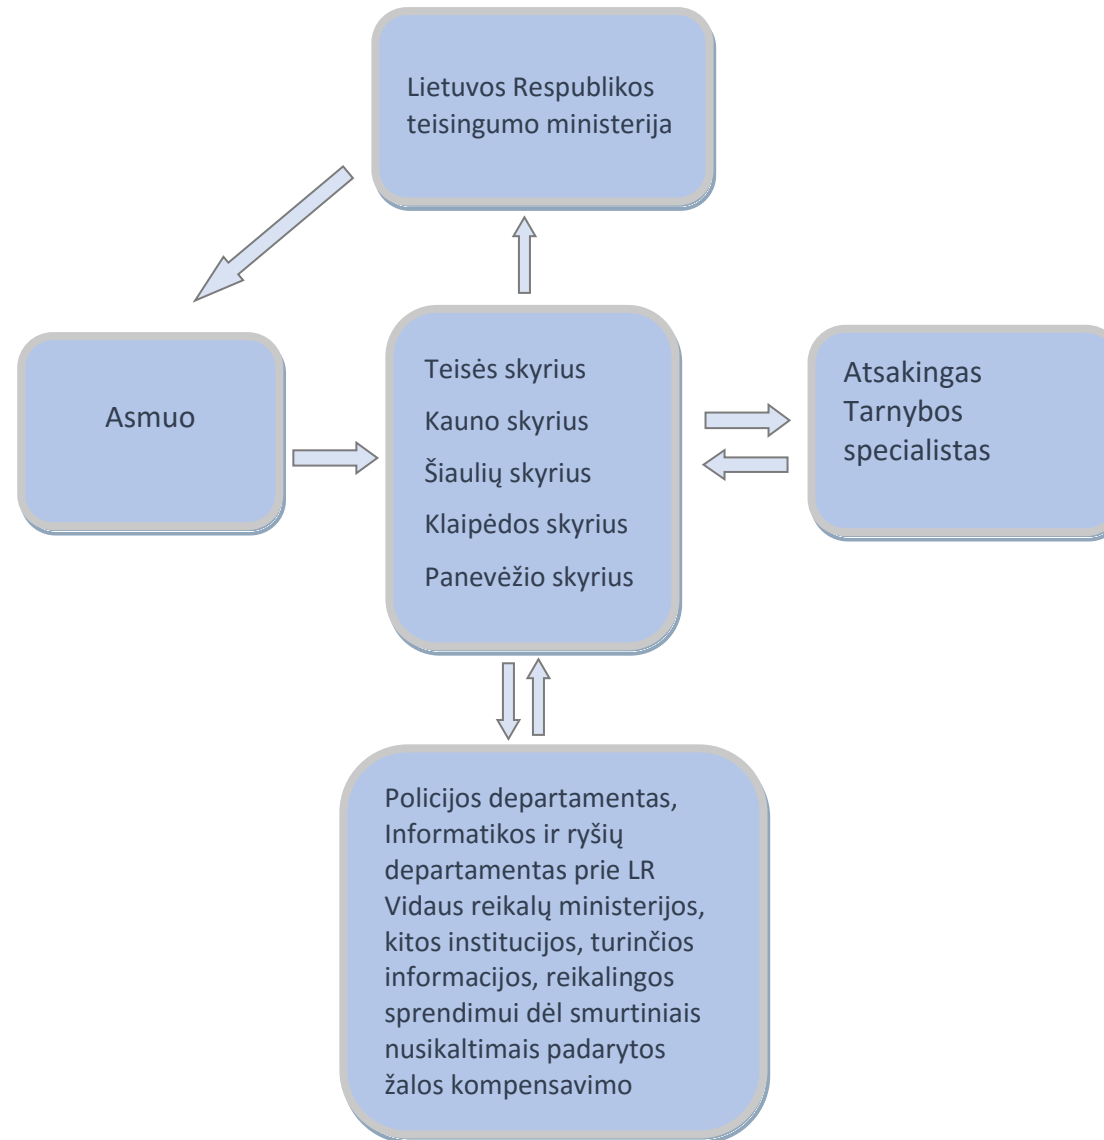 Lietuvos Respublikos
teisingumo ministerija
Asmuo
Teisės skyrius
Kauno skyrius
Šiaulių skyrius
Klaipėdos skyrius
Panevėžio skyrius
Atsakingas
Tarnybos
specialistas
Policijos departamentas,
Informatikos ir ryšių
departamentas prie LR
Vidaus reikalų ministerijos,
kitos institucijos, turinčios
informacijos, reikalingos
sprendimui dėl smurtiniais
nusikaltimais padarytos
žalos kompensavimo